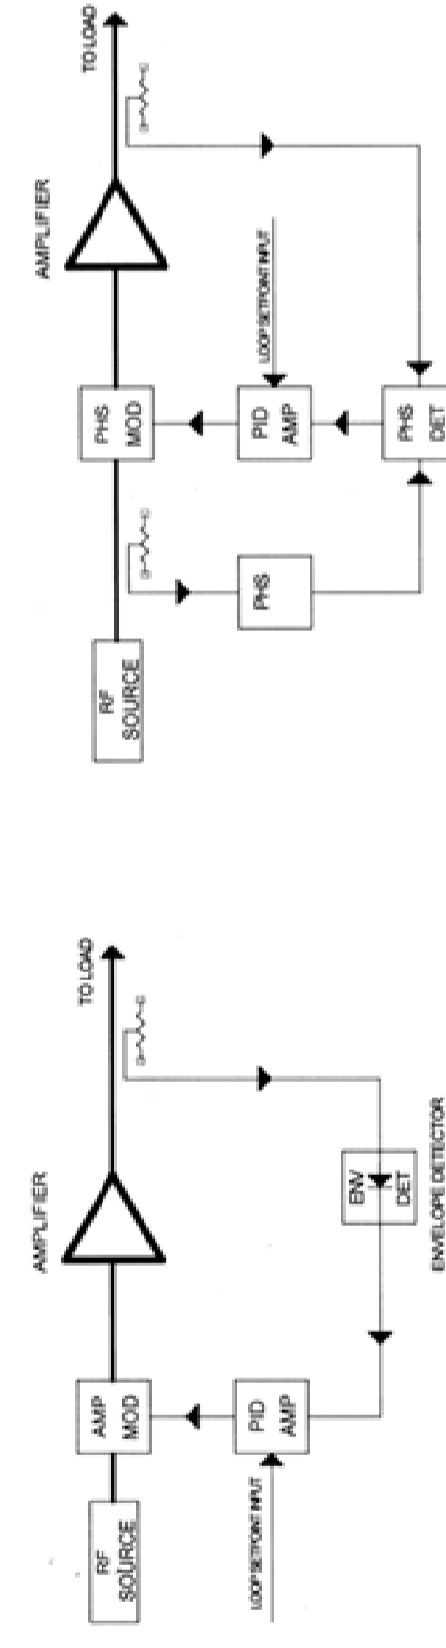 RF
SOURCE
AMP
MOD
AMPLIFIER
TO LOAD
PID
AMP
LOOP SETPOINT INPUT
ENV
DET
ENVELOPE DETECTOR
RF
SOURCE
PHS
MOD
AMPLIFIER
TO LOAD
PHS
PID
AMP
LOOP SETPOINT INPUT
PHS
DET